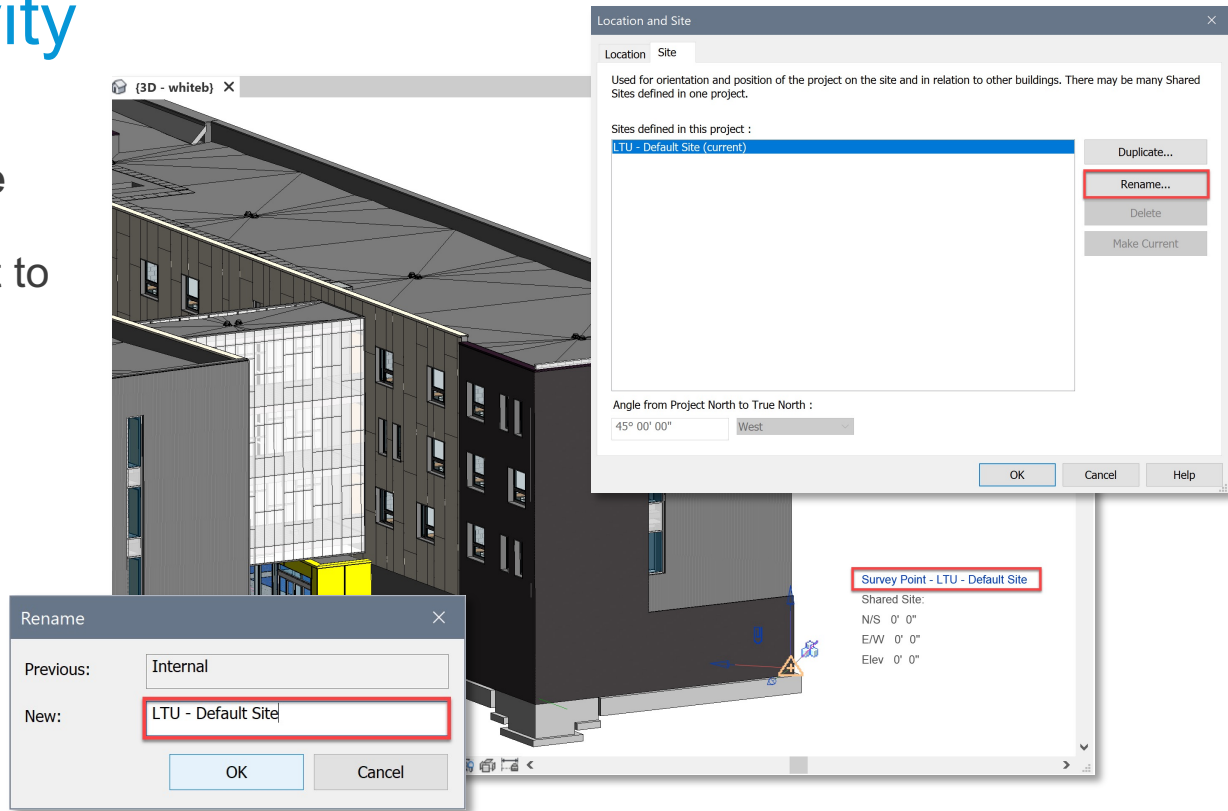 vity
e
t to
{3D - whiteb}
Location and Site
Location Site
Used for orientation and position of the project on the site and in relation to other buildings. There may be many Shared
Sites defined in one project.
Sites defined in this project :
LTU - Default Site (current)
Duplicate...
Rename...
Delete
Make Current
Angle from Project North to True North :
45° 00' 00" West
OK Cancel Help
Survey Point - LTU - Default Site
Shared Site:
N/S 0' 0"
E/W 0' 0"
Elev 0' 0"
Rename
Previous: Internal
New: LTU - Default Site
OK Cancel